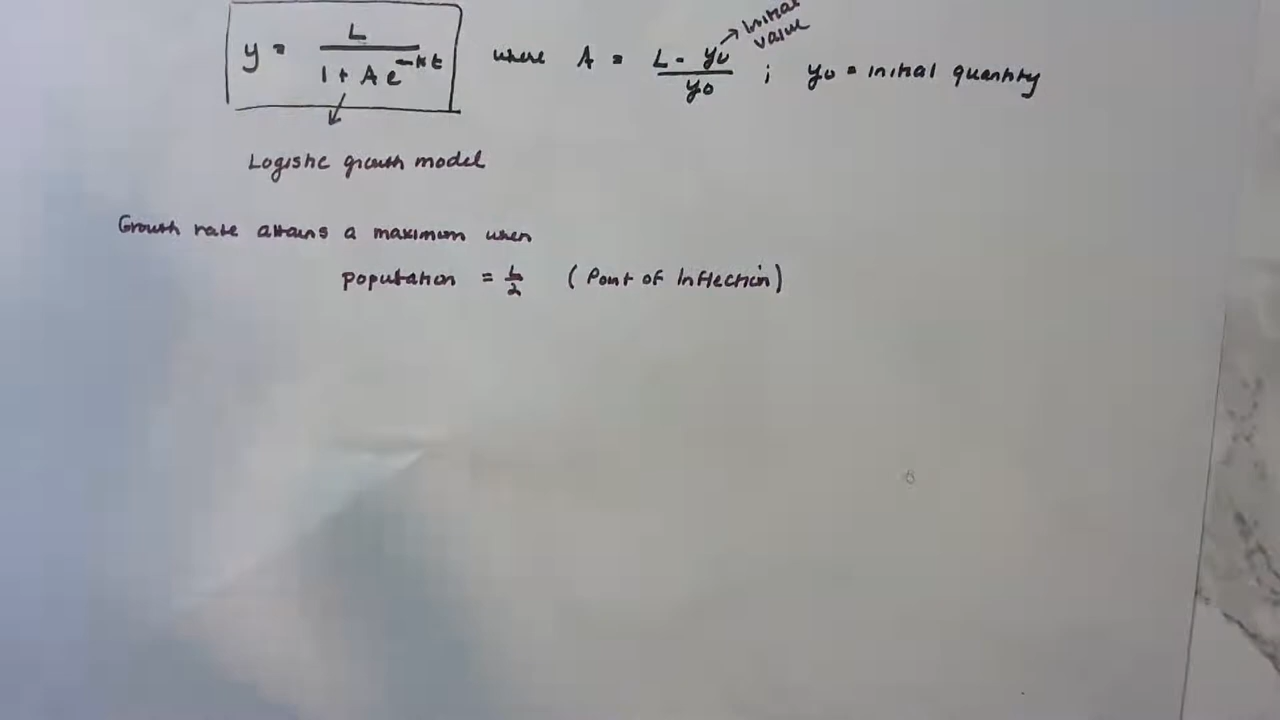 Initial
value
y = L / (1 + A e^{-kt}) where A = (L - y0) / y0 ; y0 = initial quantity
Logistic growth model
Growth rate attains a maximum when
population = L/2 (Point of Inflection)